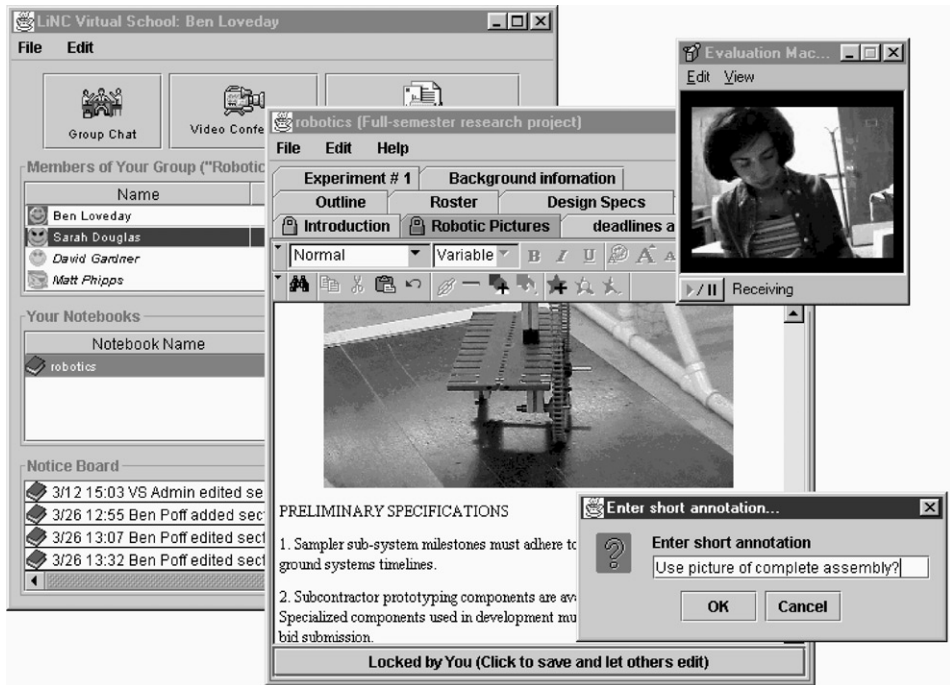 LiNC Virtual School: Ben Loveday
File Edit
Group Chat
Video Confe
Members of Your Group ("Robotic
Name
Ben Loveday
Sarah Douglas
David Gardner
Matt Phipps
Your Notebooks
Notebook Name
robotics
Notice Board
3/12 15:03 VS Admin edited se
3/26 12:55 Ben Poff added sect
3/26 13:07 Ben Poff edited sect
3/26 13:32 Ben Poff edited sect
robotics (Full-semester research project)
File Edit Help
Experiment # 1 Background infomation
Outline Roster Design Specs
Introduction Robotic Pictures deadlines a
Normal Variable B I U A A
PRELIMINARY SPECIFICATIONS
1. Sampler sub-system milestones must adhere to
ground systems timelines.
2. Subcontractor prototyping components are ava
Specialized components used in development mu
bid submission.
Locked by You (Click to save and let others edit)
Evaluation Mac...
Edit View
Receiving
Enter short annotation...
Enter short annotation
Use picture of complete assembly?
OK Cancel